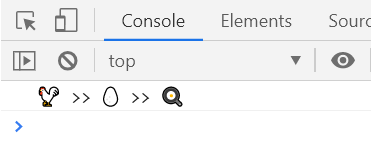 Console Elements Sourc
top
🐓 >> 🥚 >> 🍳
>